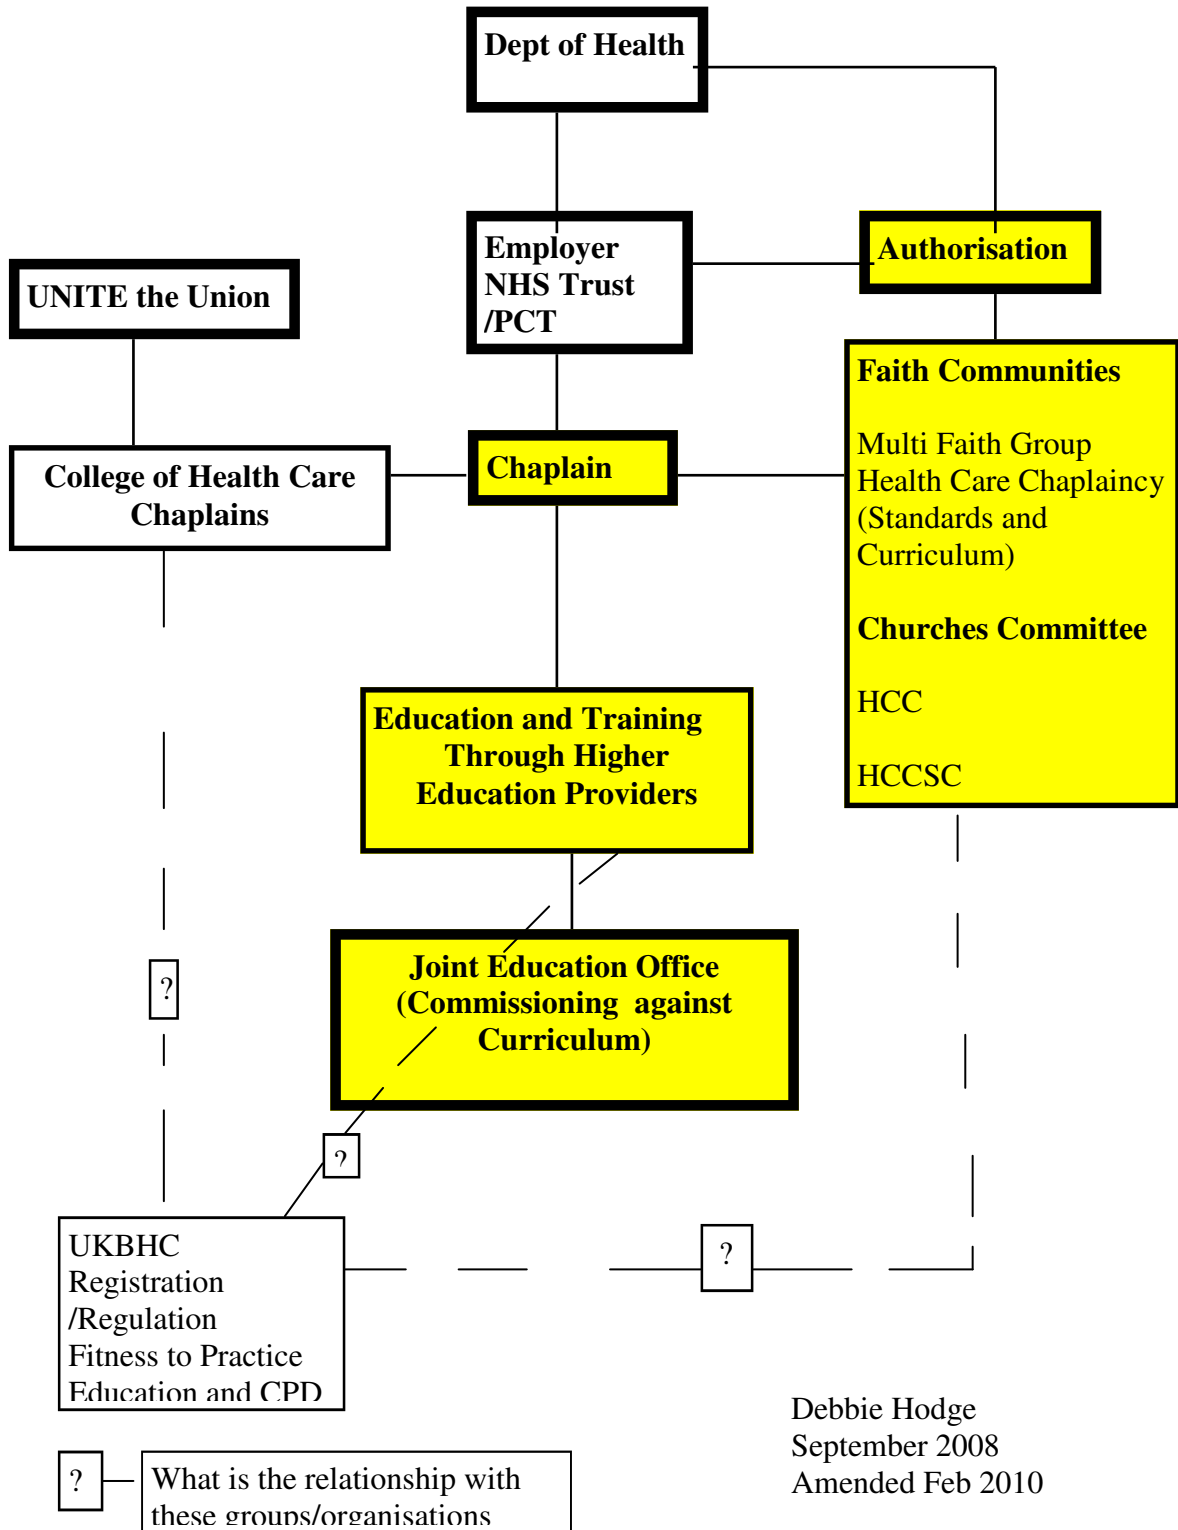 Dept of Health
Employer
NHS Trust
/PCT
Authorisation
UNITE the Union
Faith Communities
Multi Faith Group
Health Care Chaplaincy
(Standards and
Curriculum)
Churches Committee
HCC
HCCSC
College of Health Care
Chaplains
Chaplain
Education and Training
Through Higher
Education Providers
Joint Education Office
(Commissioning against
Curriculum)
?
?
?
UKBHC
Registration
/Regulation
Fitness to Practice
Education and CPD
Debbie Hodge
September 2008
Amended Feb 2010
?
What is the relationship with
these groups/organisations